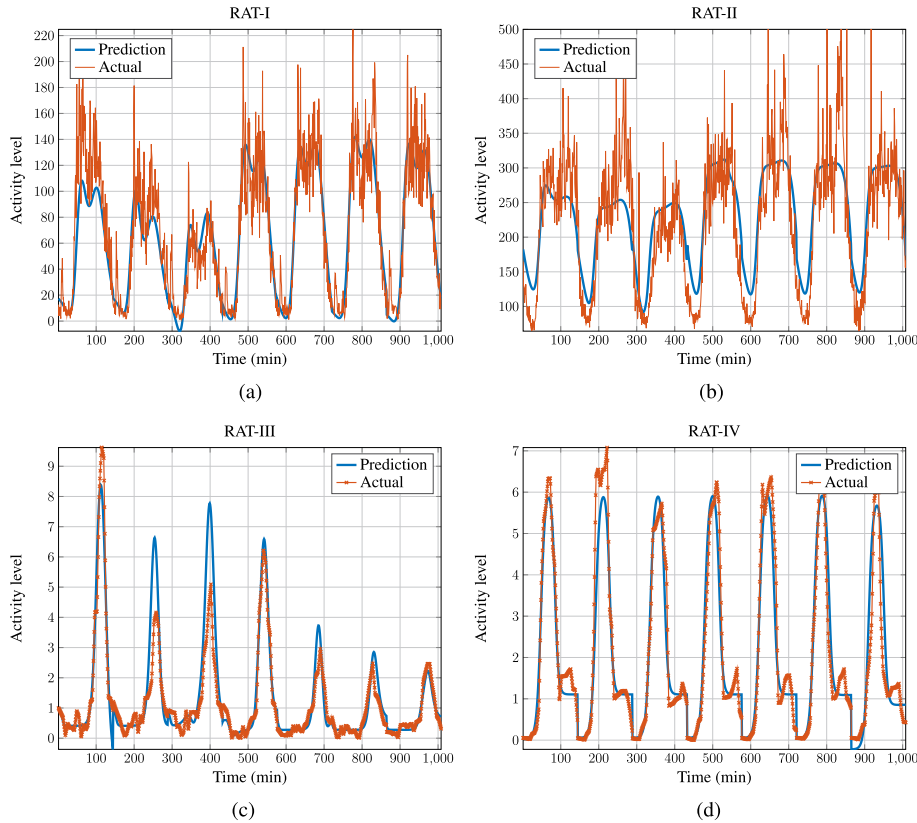 RAT-I
Prediction
Actual
Activity level
220
200
180
160
140
120
100
80
60
40
20
0
100 200 300 400 500 600 700 800 900 1,000
Time (min)
(a)
RAT-II
Prediction
Actual
Activity level
500
450
400
350
300
250
200
150
100
100 200 300 400 500 600 700 800 900 1,000
Time (min)
(b)
RAT-III
Prediction
Actual
Activity level
9
8
7
6
5
4
3
2
1
0
100 200 300 400 500 600 700 800 900 1,000
Time (min)
(c)
RAT-IV
Prediction
Actual
Activity level
7
6
5
4
3
2
1
0
100 200 300 400 500 600 700 800 900 1,000
Time (min)
(d)